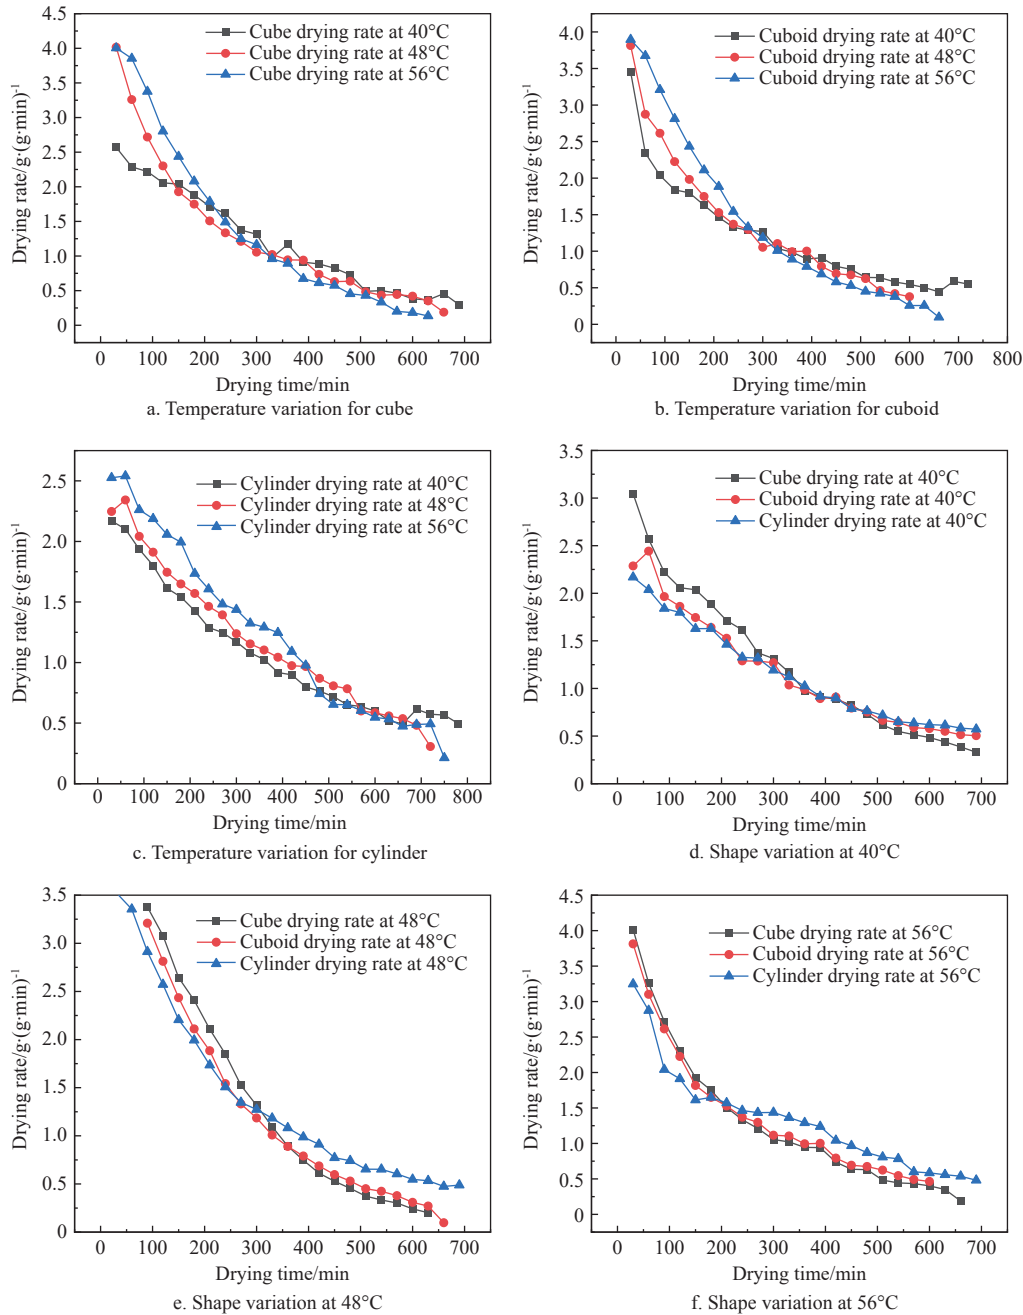 4.5
4.0
3.5
3.0
2.5
2.0
1.5
1.0
0.5
0
Drying rate/g·(g·min)⁻¹
Cube drying rate at 40°C
Cube drying rate at 48°C
Cube drying rate at 56°C
0 100 200 300 400 500 600 700
Drying time/min
a. Temperature variation for cube
4.0
3.5
3.0
2.5
2.0
1.5
1.0
0.5
0
Drying rate/g·(g·min)⁻¹
Cuboid drying rate at 40°C
Cuboid drying rate at 48°C
Cuboid drying rate at 56°C
0 100 200 300 400 500 600 700 800
Drying time/min
b. Temperature variation for cuboid
2.5
2.0
1.5
1.0
0.5
0
Drying rate/g·(g·min)⁻¹
Cylinder drying rate at 40°C
Cylinder drying rate at 48°C
Cylinder drying rate at 56°C
0 100 200 300 400 500 600 700 800
Drying time/min
c. Temperature variation for cylinder
3.5
3.0
2.5
2.0
1.5
1.0
0.5
0
Drying rate/g·(g·min)⁻¹
Cube drying rate at 40°C
Cuboid drying rate at 40°C
Cylinder drying rate at 40°C
0 100 200 300 400 500 600 700
Drying time/min
d. Shape variation at 40°C
3.5
3.0
2.5
2.0
1.5
1.0
0.5
0
Drying rate/g·(g·min)⁻¹
Cube drying rate at 48°C
Cuboid drying rate at 48°C
Cylinder drying rate at 48°C
0 100 200 300 400 500 600 700
Drying time/min
e. Shape variation at 48°C
4.5
4.0
3.5
3.0
2.5
2.0
1.5
1.0
0.5
0
Drying rate/g·(g·min)⁻¹
Cube drying rate at 56°C
Cuboid drying rate at 56°C
Cylinder drying rate at 56°C
0 100 200 300 400 500 600 700
Drying time/min
f. Shape variation at 56°C